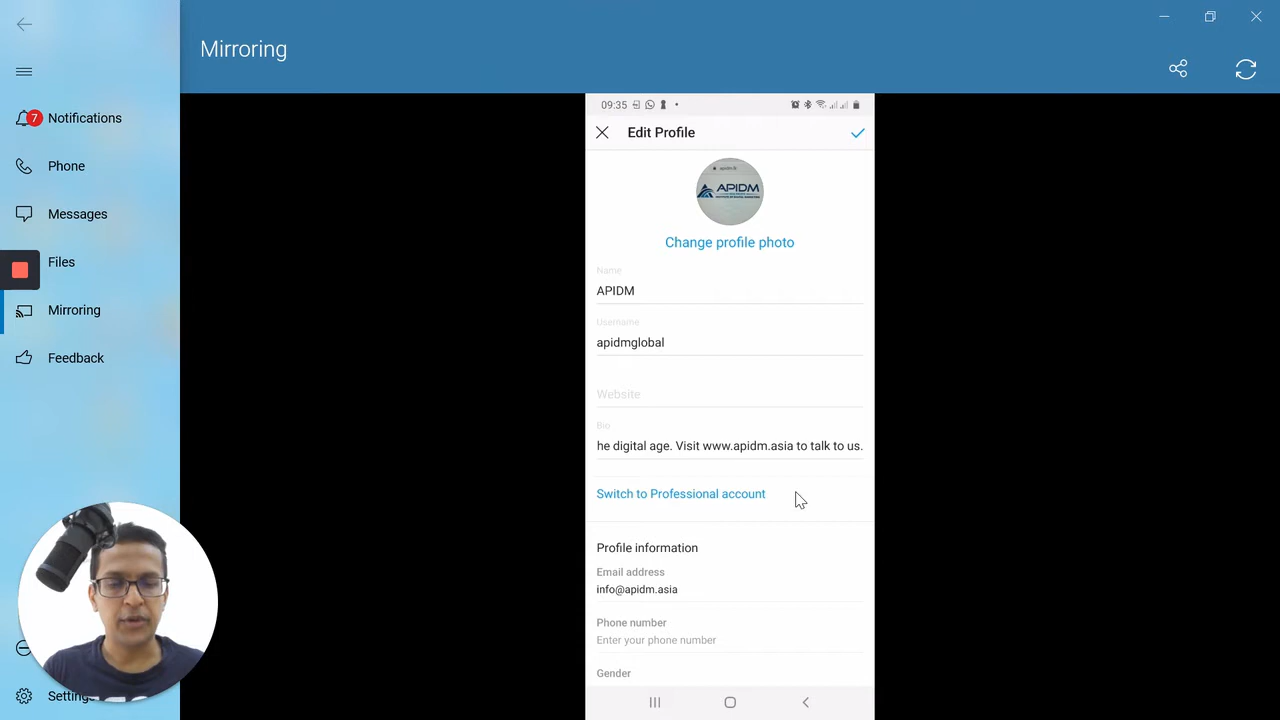 Mirroring
7
Notifications
Phone
Messages
Files
Mirroring
Feedback
Settings
09:35
Edit Profile
apidm.lk
APIDM
Change profile photo
Name
APIDM
Username
apidmglobal
Website
Bio
he digital age. Visit www.apidm.asia to talk to us.
Switch to Professional account
Profile information
Email address
info@apidm.asia
Phone number
Enter your phone number
Gender